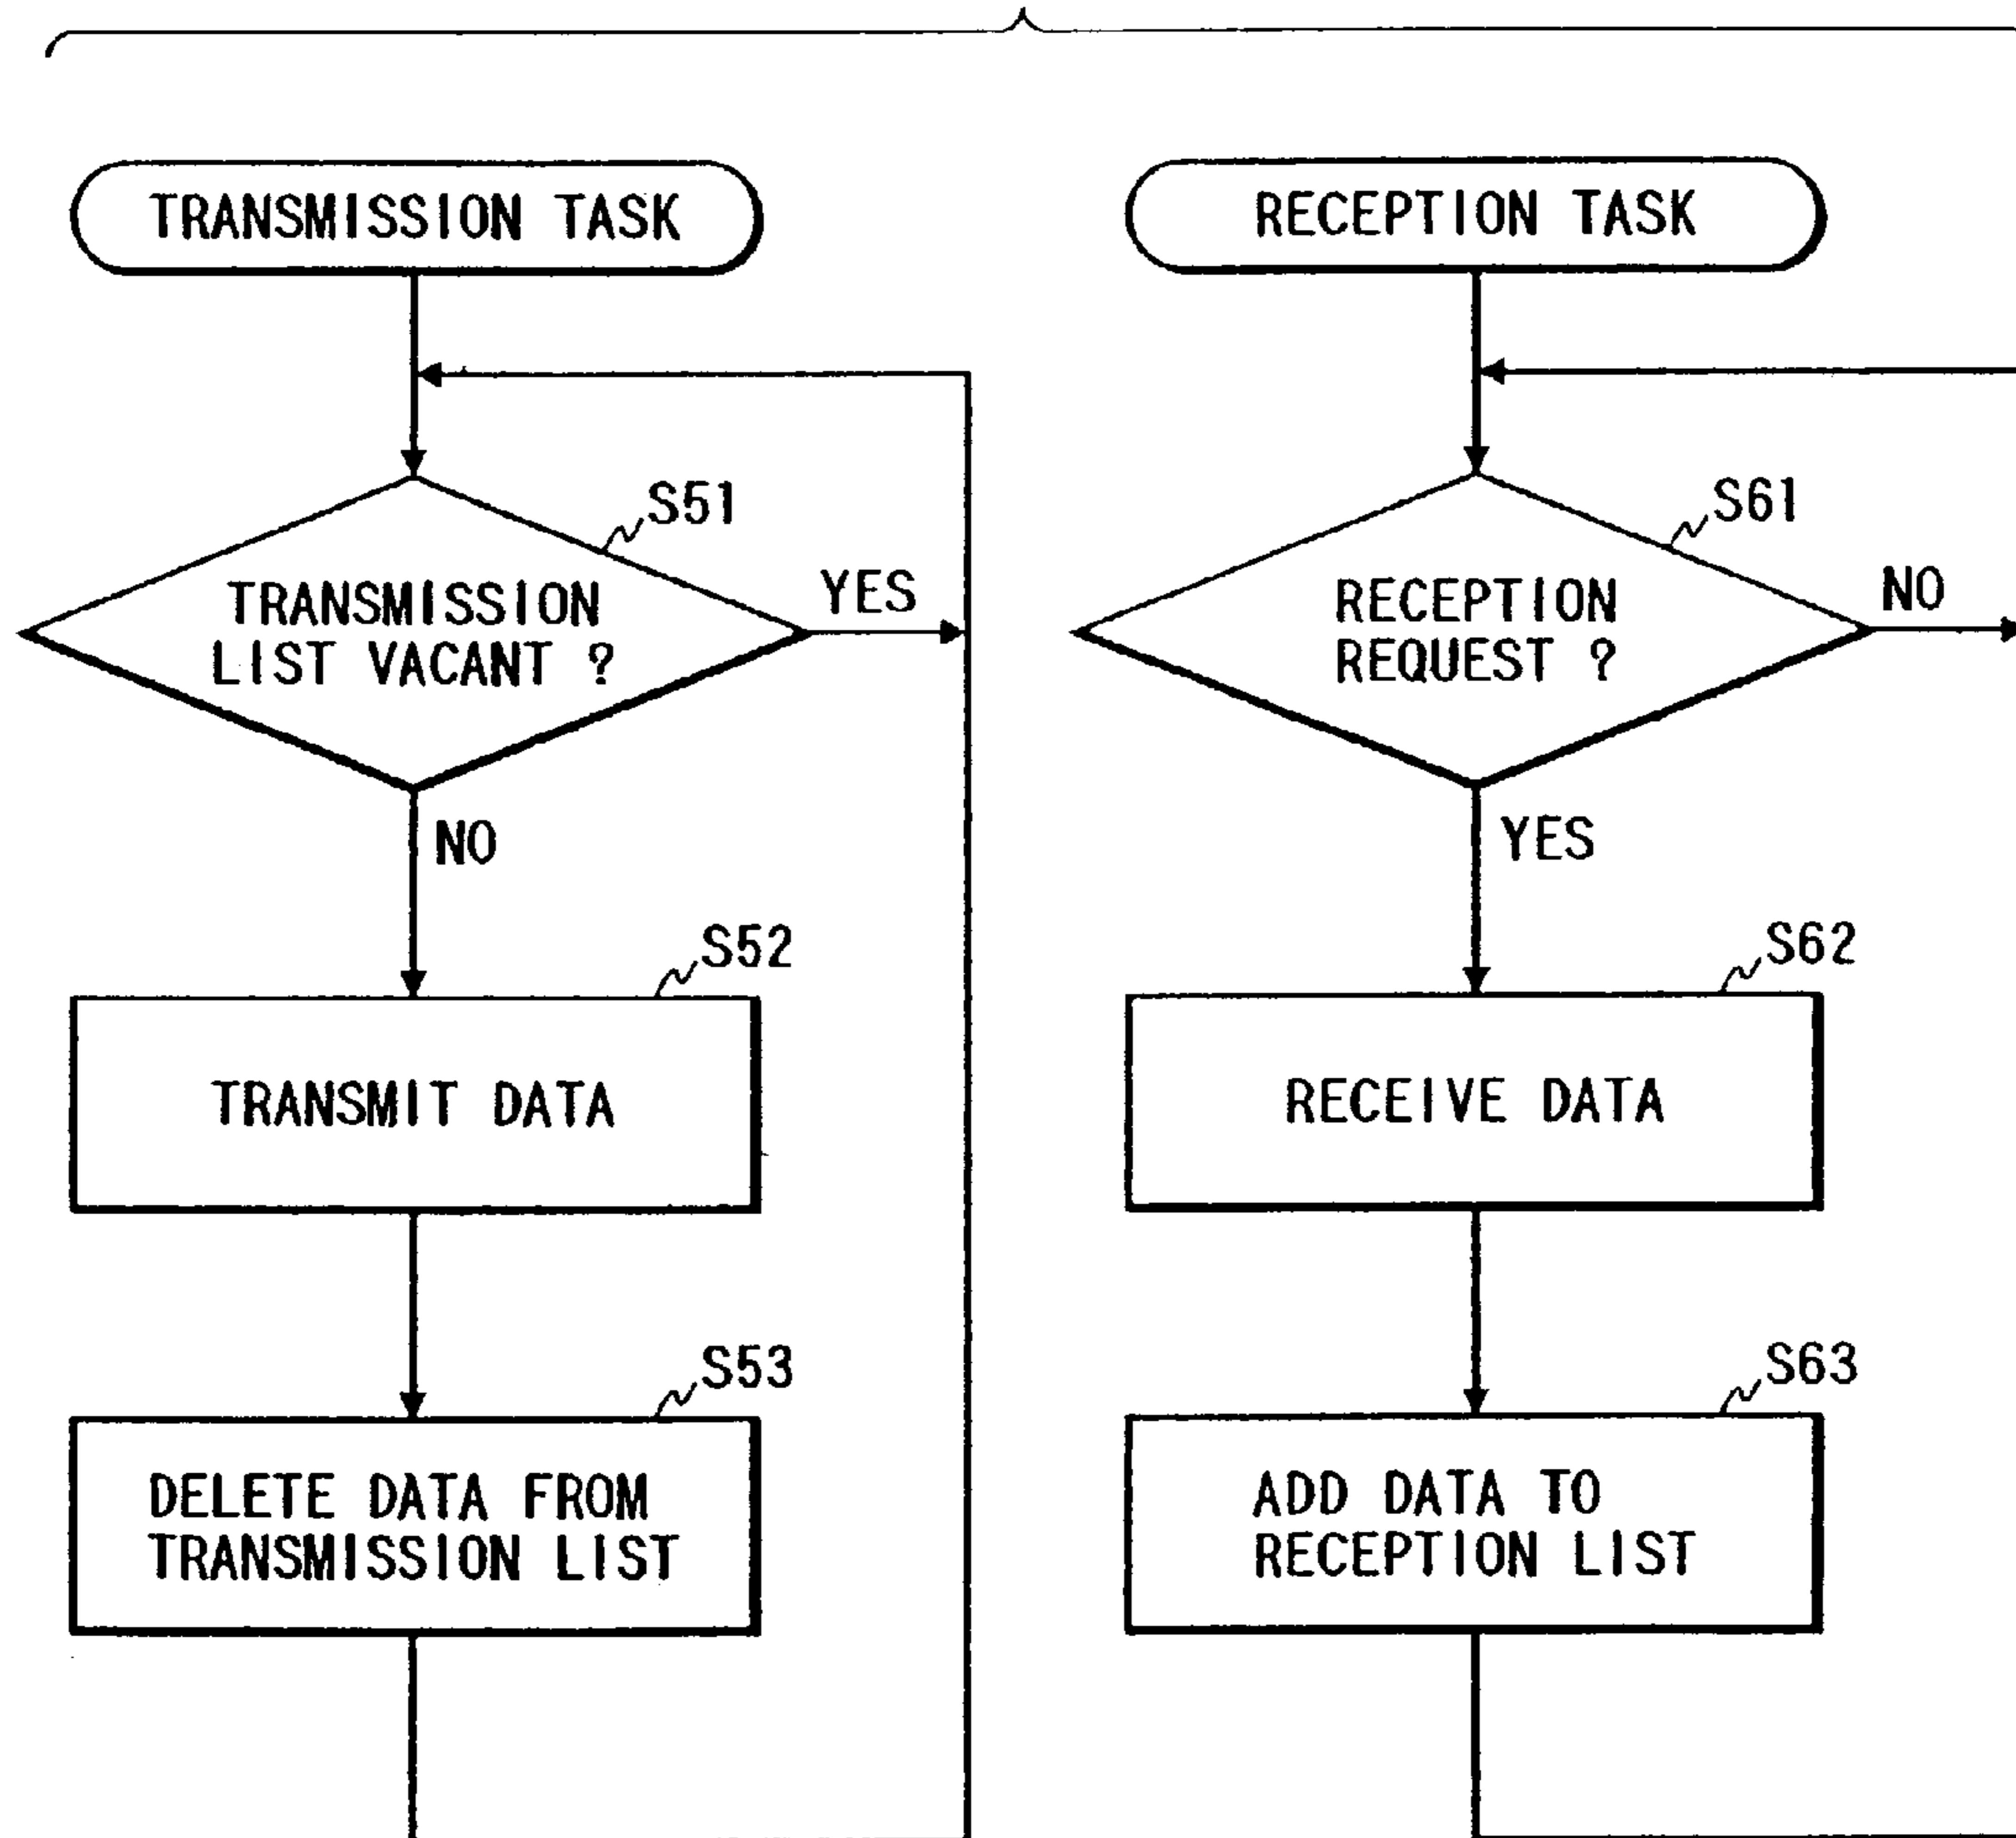 TRANSMISSION TASK
S51
TRANSMISSION
LIST VACANT ?
YES
NO
S52
TRANSMIT DATA
S53
DELETE DATA FROM
TRANSMISSION LIST
RECEPTION TASK
S61
RECEPTION
REQUEST ?
NO
YES
S62
RECEIVE DATA
S63
ADD DATA TO
RECEPTION LIST